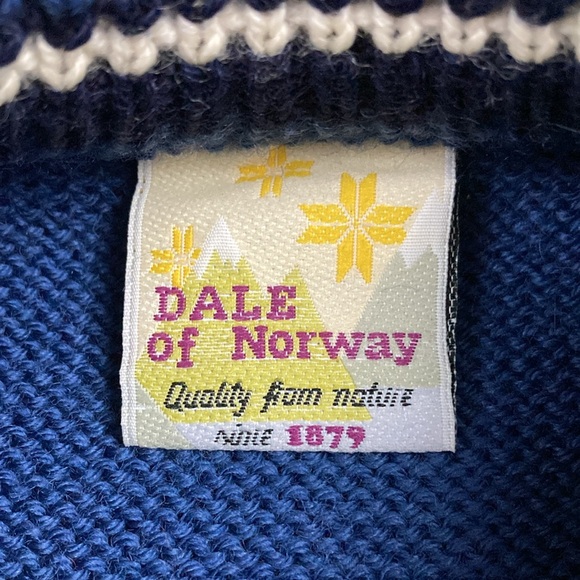 DALE
of Norway
Quality from nature
since 1879